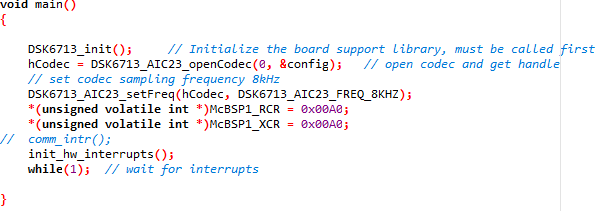 void main()
{
DSK6713_init();     // Initialize the board support library, must be called first
hCodec = DSK6713_AIC23_openCodec(0, &config);   // open codec and get handle
// set codec sampling frequency 8kHz
DSK6713_AIC23_setFreq(hCodec, DSK6713_AIC23_FREQ_8KHZ);
*(unsigned volatile int *)McBSP1_RCR = 0x00A0;
*(unsigned volatile int *)McBSP1_XCR = 0x00A0;
//  comm_intr();
init_hw_interrupts();
while(1);  // wait for interrupts
}